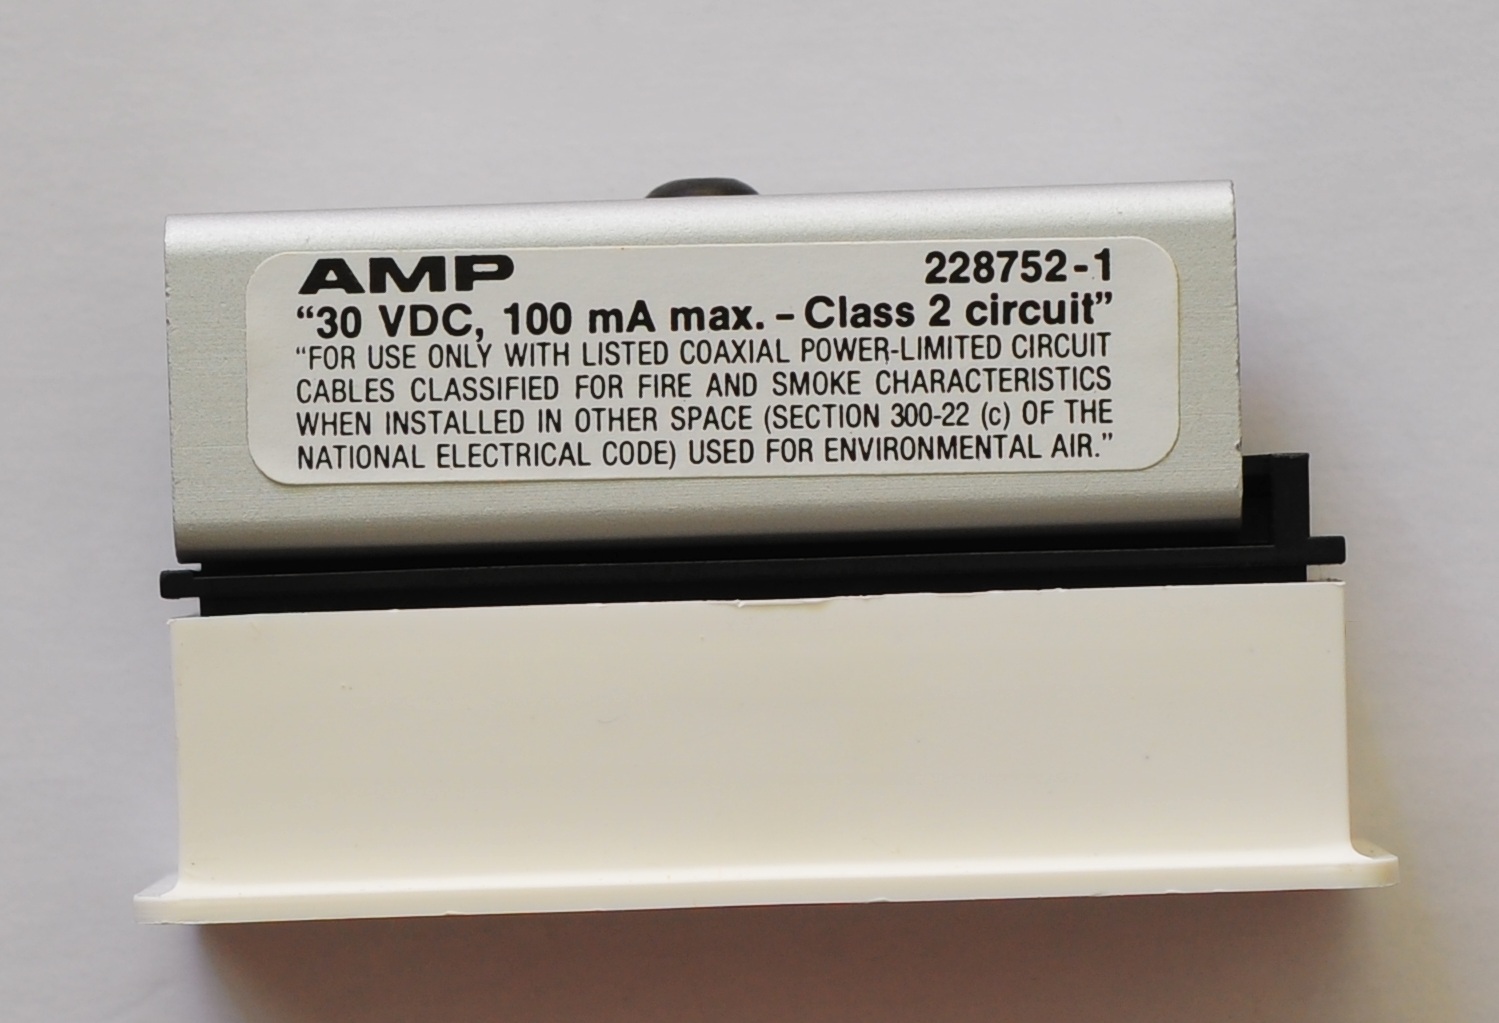 AMP 228752-1
“30 VDC, 100 mA max. – Class 2 circuit”
“FOR USE ONLY WITH LISTED COAXIAL POWER-LIMITED CIRCUIT
CABLES CLASSIFIED FOR FIRE AND SMOKE CHARACTERISTICS
WHEN INSTALLED IN OTHER SPACE (SECTION 300-22 (c) OF THE
NATIONAL ELECTRICAL CODE) USED FOR ENVIRONMENTAL AIR.”